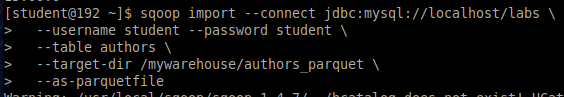 [student@192 ~]$ sqoop import --connect jdbc:mysql://localhost/labs \
>   --username student --password student \
>   --table authors \
>   --target-dir /mywarehouse/authors_parquet \
>   --as-parquetfile